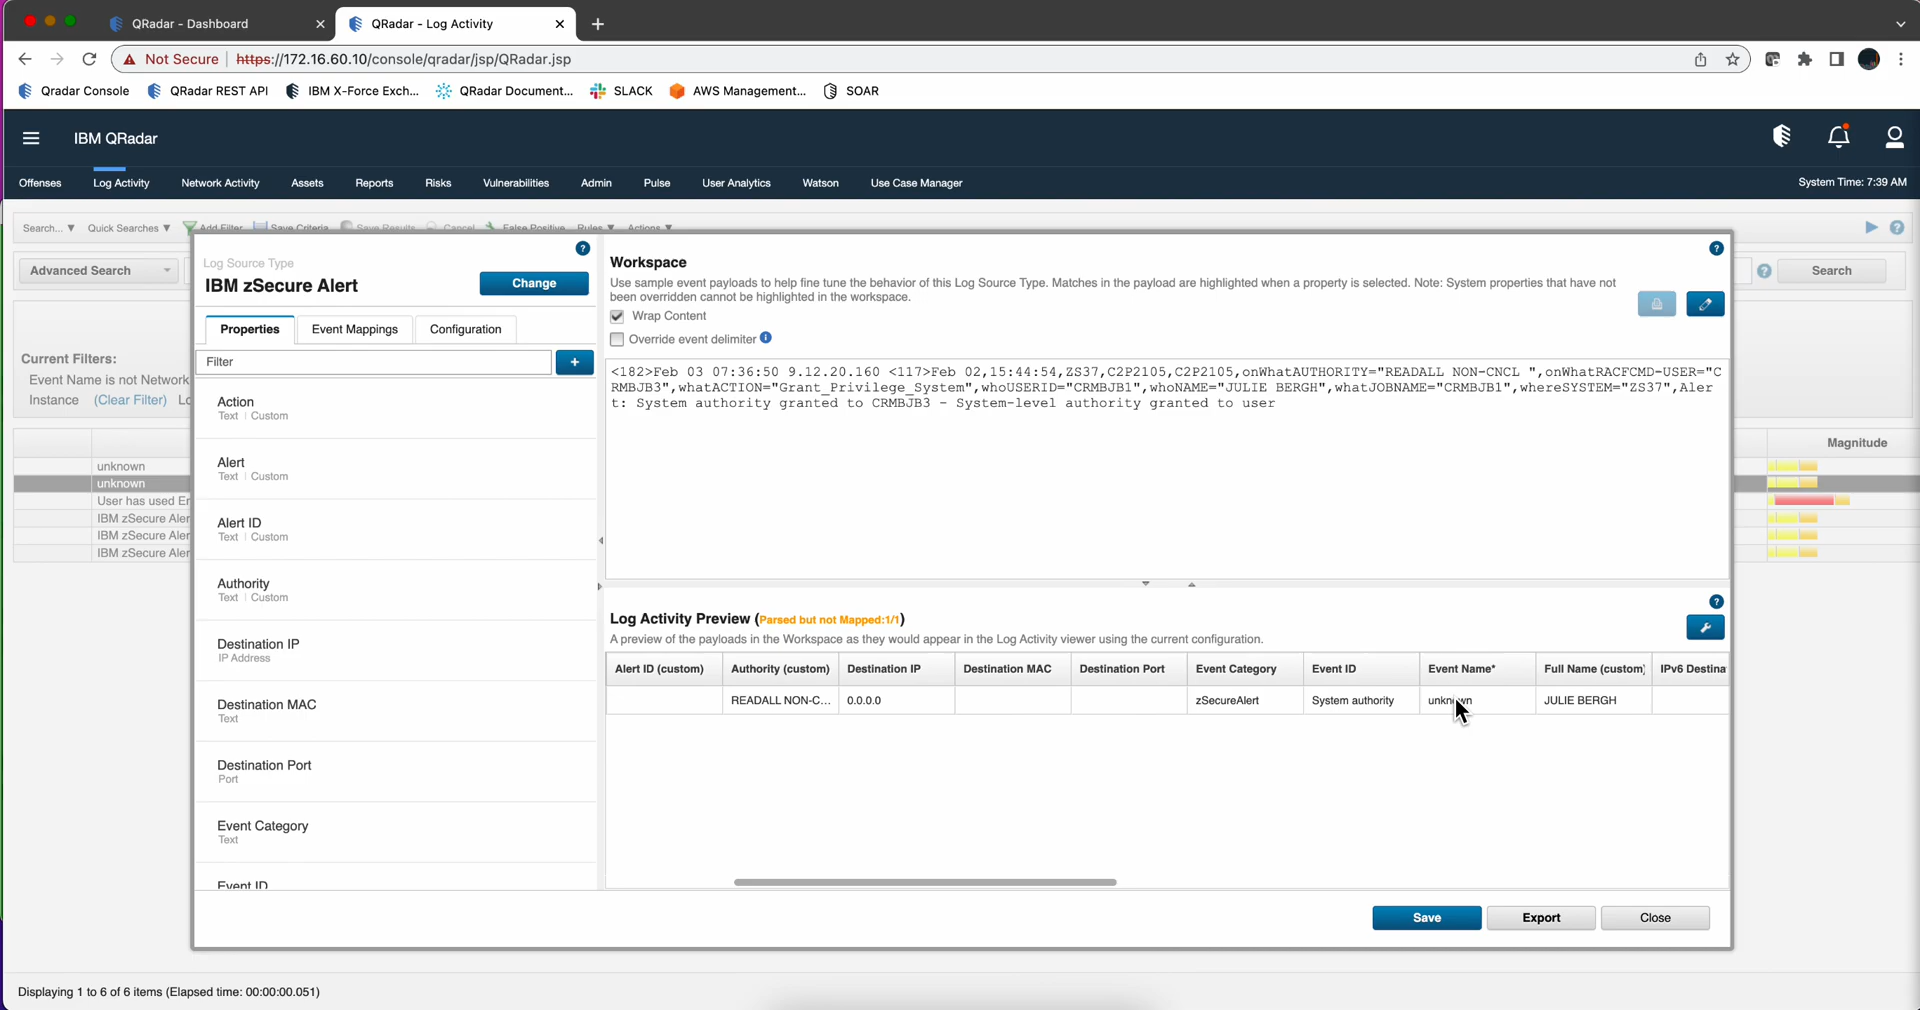 QRadar - Dashboard
QRadar - Log Activity
Not Secure | https://172.16.60.10/console/qradar/jsp/QRadar.jsp
Qradar Console QRadar REST API IBM X-Force Exch... QRadar Document... SLACK AWS Management... SOAR
IBM QRadar
Offenses Log Activity Network Activity Assets Reports Risks Vulnerabilities Admin Pulse User Analytics Watson Use Case Manager System Time: 7:39 AM
Search... Quick Searches Add Filter Save Criteria Save Results Cancel False Positive Rules Actions
Advanced Search
Search
Current Filters:
Event Name is not Network
Instance (Clear Filter)
Magnitude
unknown
unknown
User has used Er
IBM zSecure Aler
IBM zSecure Aler
IBM zSecure Aler
Log Source Type
IBM zSecure Alert
Change
Properties Event Mappings Configuration
Filter
+
Action
Text | Custom
Alert
Text | Custom
Alert ID
Text | Custom
Authority
Text | Custom
Destination IP
IP Address
Destination MAC
Text
Destination Port
Port
Event Category
Text
Event ID
Workspace
Use sample event payloads to help fine tune the behavior of this Log Source Type. Matches in the payload are highlighted when a property is selected. Note: System properties that have not
been overridden cannot be highlighted in the workspace.
Wrap Content
Override event delimiter
<182>Feb 03 07:36:50 9.12.20.160 <117>Feb 02,15:44:54,ZS37,C2P2105,C2P2105,onWhatAUTHORITY="READALL NON-CNCL ",onWhatRACFCMD-USER="C
RMBJB3",whatACTION="Grant_Privilege_System",whoUSERID="CRMBJB1",whoNAME="JULIE BERGH",whatJOBNAME="CRMBJB1",whereSYSTEM="ZS37",Aler
t: System authority granted to CRMBJB3 - System-level authority granted to user
Log Activity Preview (Parsed but not Mapped:1/1)
A preview of the payloads in the Workspace as they would appear in the Log Activity viewer using the current configuration.
Alert ID (custom) Authority (custom) Destination IP Destination MAC Destination Port Event Category Event ID Event Name* Full Name (custom) IPv6 Destina
READALL NON-C... 0.0.0.0 zSecureAlert System authority unknown JULIE BERGH
Save Export Close
Displaying 1 to 6 of 6 items (Elapsed time: 00:00:00.051)